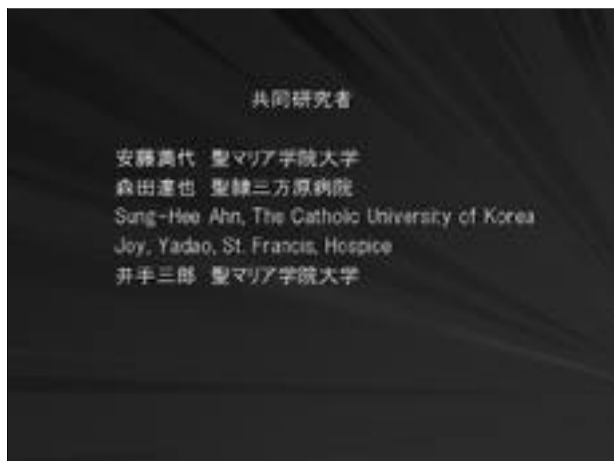 共同研究者
安藤満代 聖マリア学院大学
森田達也 聖隷三方原病院
Sung-Hee Ahn, The Catholic University of Korea
Joy, Yadao, St. Francis, Hospice
井手三郎 聖マリア学院大学